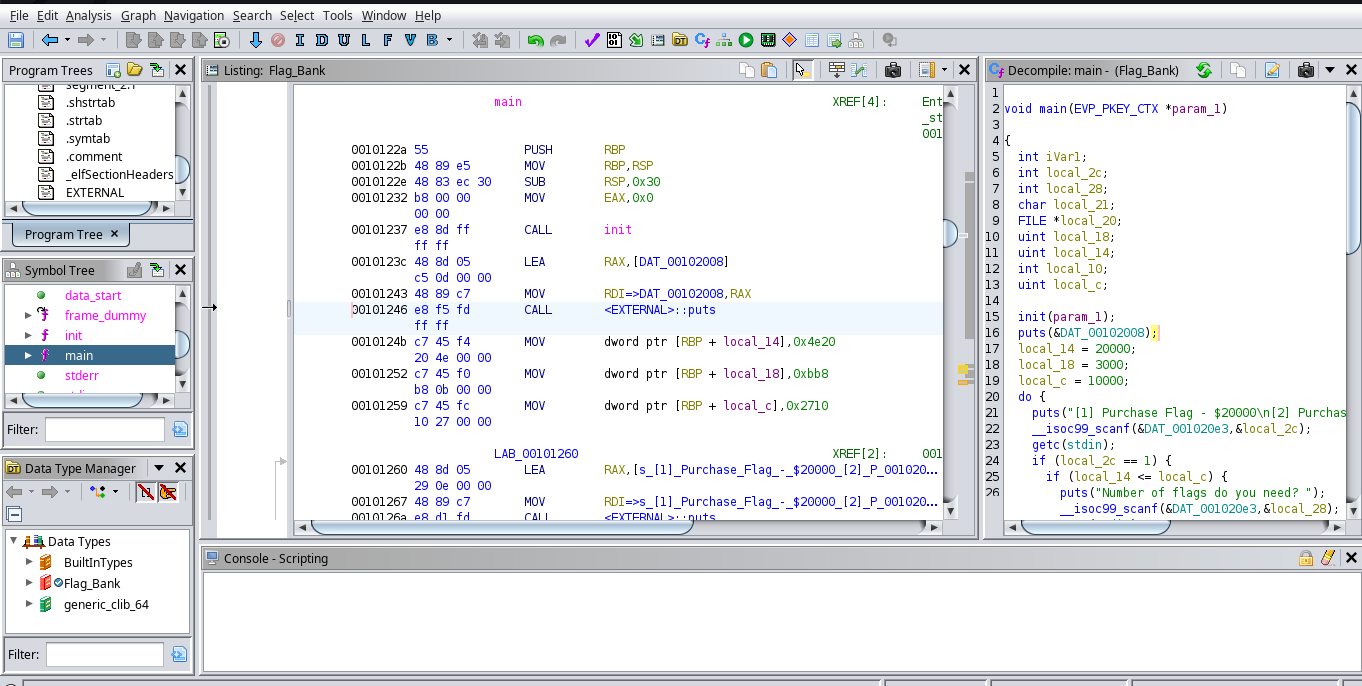 File Edit Analysis Graph Navigation Search Select Tools Window Help
I D U L F V B
Program Trees
.shstrtab
.strtab
.symtab
.comment
_elfSectionHeaders
EXTERNAL
Program Tree ×
Symbol Tree
data_start
frame_dummy
init
main
stderr
Filter:
Data Type Manager
Data Types
BuiltInTypes
Flag_Bank
generic_clib_64
Filter:
Listing: Flag_Bank
main XREF[4]: Ent
_st
001
0010122a 55 PUSH RBP
0010122b 48 89 e5 MOV RBP,RSP
0010122e 48 83 ec 30 SUB RSP,0x30
00101232 b8 00 00 MOV EAX,0x0
00 00
00101237 e8 8d ff CALL init
ff ff
0010123c 48 8d 05 LEA RAX,[DAT_00102008]
c5 0d 00 00
00101243 48 89 c7 MOV RDI=>DAT_00102008,RAX
00101246 e8 f5 fd CALL <EXTERNAL>::puts
ff ff
0010124b c7 45 f4 MOV dword ptr [RBP + local_14],0x4e20
20 4e 00 00
00101252 c7 45 f0 MOV dword ptr [RBP + local_18],0xbb8
b8 0b 00 00
00101259 c7 45 fc MOV dword ptr [RBP + local_c],0x2710
10 27 00 00
LAB_00101260 XREF[2]: 001
00101260 48 8d 05 LEA RAX,[s_[1]_Purchase_Flag_-_$20000_[2]_P_001020...
29 0e 00 00
00101267 48 89 c7 MOV RDI=>s_[1]_Purchase_Flag_-_$20000_[2]_P_001020...
0010126a e8 d1 fd CALL <EXTERNAL>::puts
Decompile: main - (Flag_Bank)
1
2 void main(EVP_PKEY_CTX *param_1)
3
4 {
5 int iVar1;
6 int local_2c;
7 int local_28;
8 char local_21;
9 FILE *local_20;
10 uint local_18;
11 uint local_14;
12 int local_10;
13 uint local_c;
14
15 init(param_1);
16 puts(&DAT_00102008);
17 local_14 = 20000;
18 local_18 = 3000;
19 local_c = 10000;
20 do {
21 puts("[1] Purchase Flag - $20000\n[2] Purchas
22 __isoc99_scanf(&DAT_001020e3,&local_2c);
23 getc(stdin);
24 if (local_2c == 1) {
25 if (local_14 <= local_c) {
26 puts("Number of flags do you need? ");
__isoc99_scanf(&DAT_001020e3,&local_28);
Console - Scripting